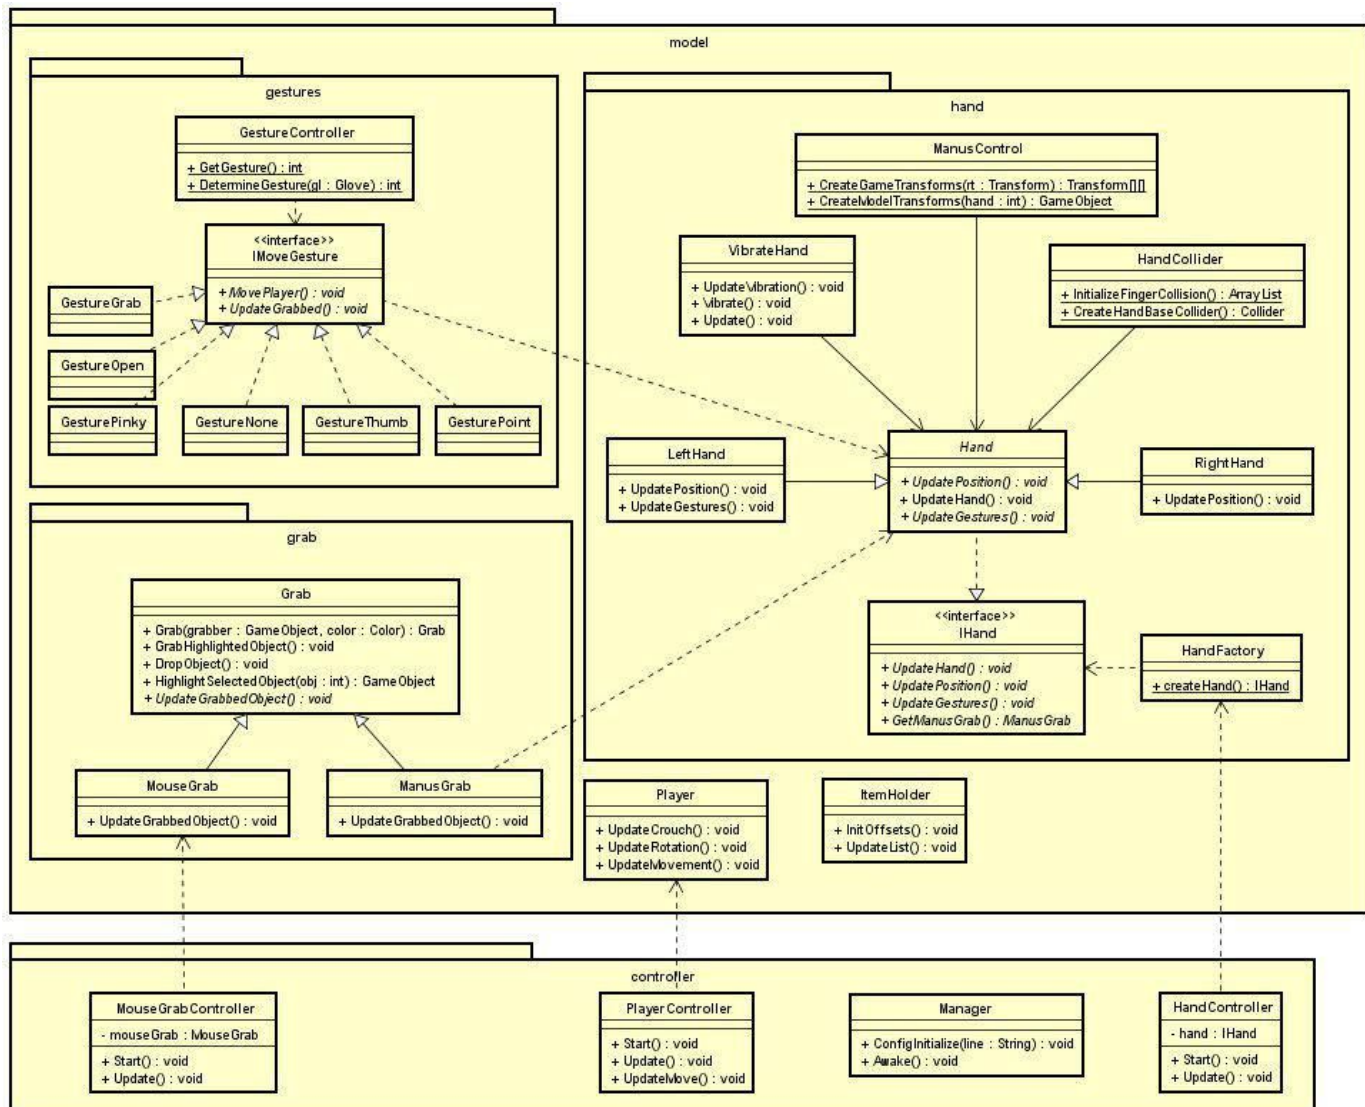 model
gestures
GestureController
+ GetGesture() : int
+ DetermineGesture(gl : Glove) : int
<<interface>>
IMoveGesture
+ MovePlayer() : void
+ UpdateGrabbed() : void
GestureGrab
GestureOpen
GesturePinky
GestureNone
GestureThumb
GesturePoint
hand
ManusControl
+ CreateGameTransforms(rt : Transform) : Transform[][]
+ CreateModelTransforms(hand : int) : GameObject
VibrateHand
+ UpdateVibration() : void
+ Vibrate() : void
+ Update() : void
HandCollider
+ InitializeFingerCollision() : ArrayList
+ CreateHandBaseCollider() : Collider
LeftHand
+ UpdatePosition() : void
+ UpdateGestures() : void
Hand
+ UpdatePosition() : void
+ UpdateHand() : void
+ UpdateGestures() : void
RightHand
+ UpdatePosition() : void
<<interface>>
IHand
+ UpdateHand() : void
+ UpdatePosition() : void
+ UpdateGestures() : void
+ GetManusGrab() : ManusGrab
HandFactory
+ createHand() : IHand
grab
Grab
+ Grab(grabber : GameObject, color : Color) : Grab
+ GrabHighlightedObject() : void
+ DropObject() : void
+ HighlightSelectedObject(obj : int) : GameObject
+ UpdateGrabbedObject() : void
MouseGrab
+ UpdateGrabbedObject() : void
ManusGrab
+ UpdateGrabbedObject() : void
Player
+ UpdateCrouch() : void
+ UpdateRotation() : void
+ UpdateMovement() : void
ItemHolder
+ InitOffsets() : void
+ UpdateList() : void
controller
MouseGrabController
- mouseGrab : MouseGrab
+ Start() : void
+ Update() : void
PlayerController
+ Start() : void
+ Update() : void
+ UpdateMove() : void
Manager
+ ConfigInitialize(line : String) : void
+ Awake() : void
HandController
- hand : IHand
+ Start() : void
+ Update() : void